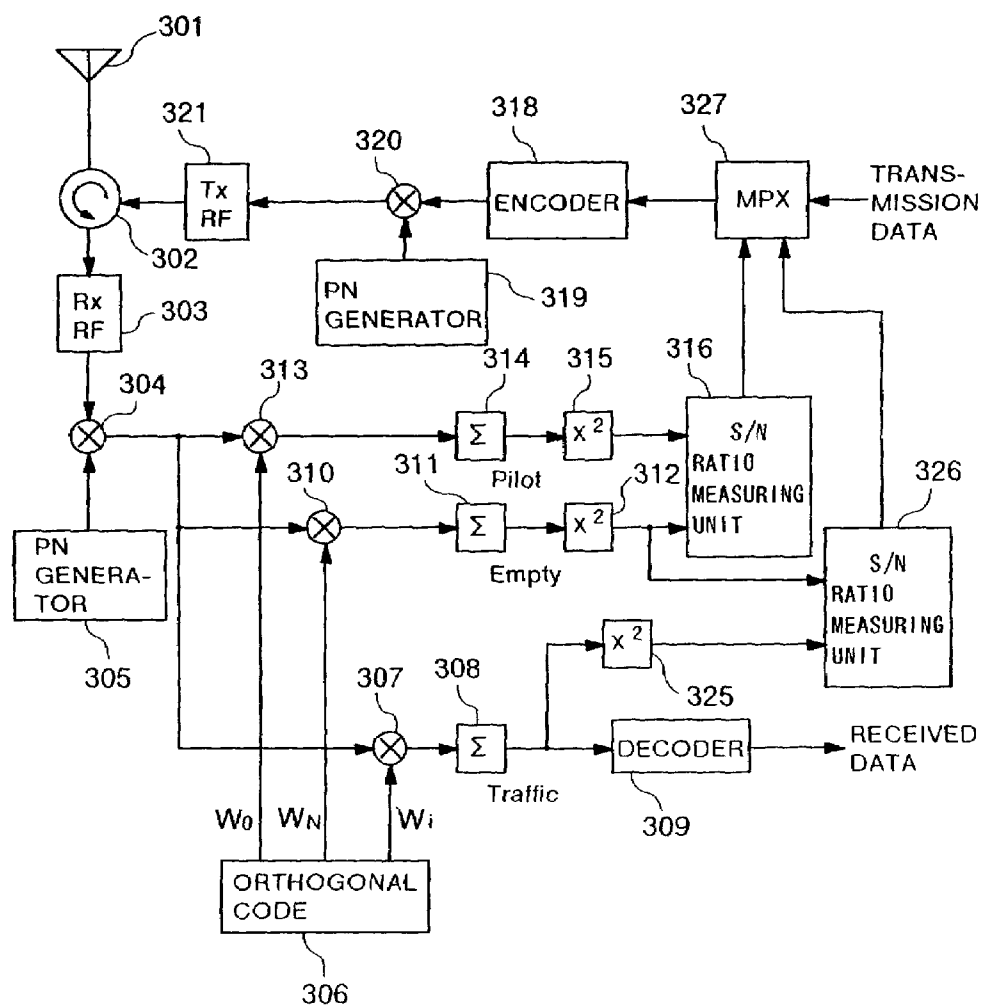 301
321
Tx
RF
320
318
ENCODER
327
MPX
TRANS-
MISSION
DATA
302
Rx
RF
303
PN
GENERATOR
319
304
313
314
Σ
Pilot
315
X²
316
S/N
RATIO
MEASURING
UNIT
310
311
Σ
Empty
X²
312
326
S/N
RATIO
MEASURING
UNIT
PN
GENERA-
TOR
305
307
308
Σ
Traffic
X²
325
DECODER
309
RECEIVED
DATA
W0
WN
Wi
ORTHOGONAL
CODE
306